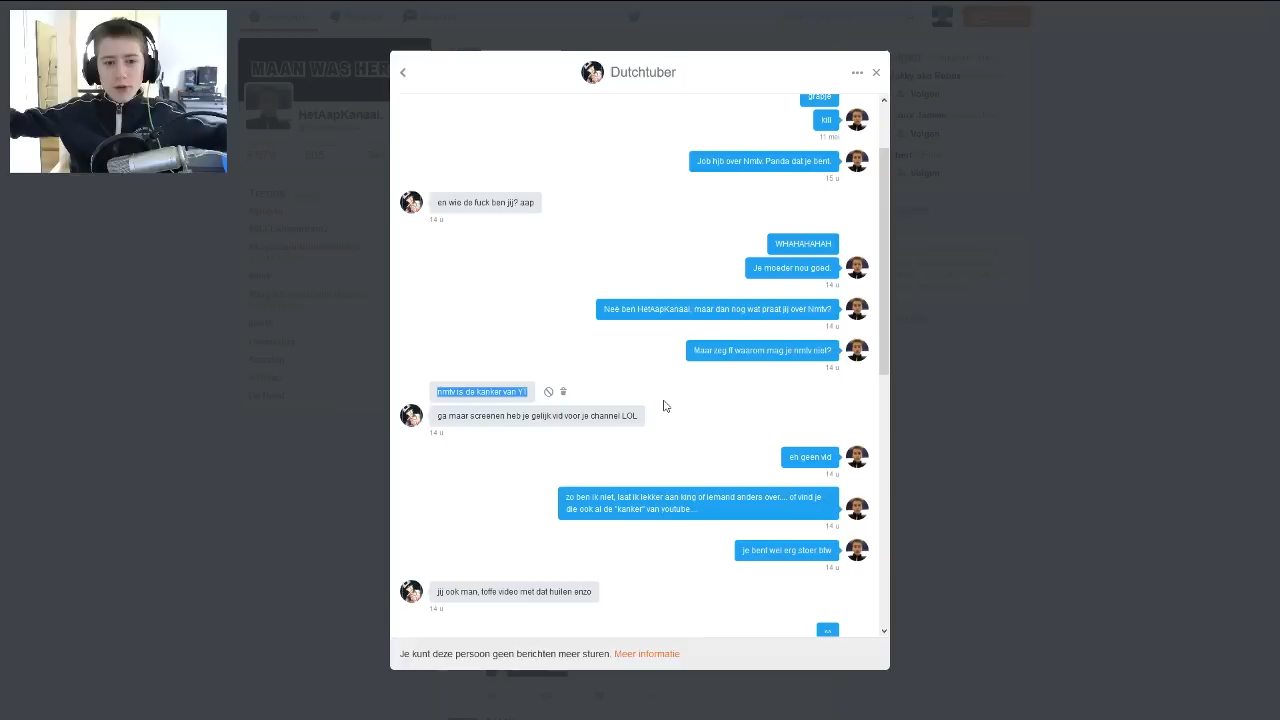 MAAN WAS HER
HetAapKanaal.
Dutchtuber
grapje
kill
11 mei
Job hjb over Nmtv. Panda dat je bent.
15 u
en wie de fuck ben jij? aap
14 u
WHAHAHAHAH
Je moeder nou goed.
14 u
Nee ben HetAapKanaal, maar dan nog wat praat jij over Nmtv?
14 u
Maar zeg ff waarom mag je nmtv niet?
14 u
nmtv is de kanker van YT
ga maar screenen heb je gelijk vid voor je channel LOL
14 u
eh geen vid
14 u
zo ben ik niet, laat ik lekker aan king of iemand anders over.... of vind je
die ook al de "kanker" van youtube...
14 u
je bent wel erg stoer btw
14 u
jij ook man, toffe video met dat huilen enzo
14 u
^^
Je kunt deze persoon geen berichten meer sturen. Meer informatie